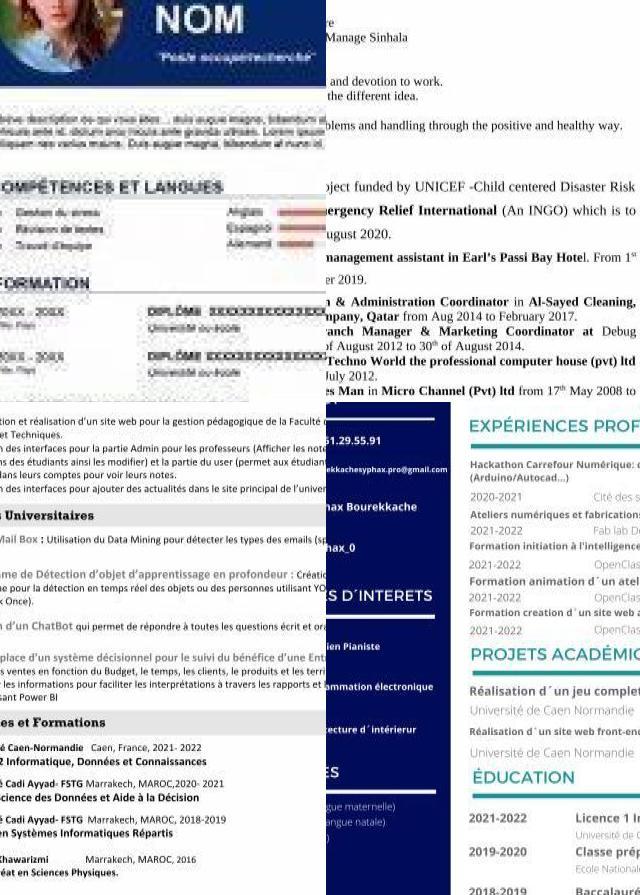 NOM
"Poste occupé/recherché"
COMPÉTENCES ET LANGUES
Gestion du stress
Anglais
Révision de textes
Espagnol
Travail d'équipe
Allemand
FORMATION
DIPLÔME XXXXXXXXXXXXX
Université ou école
DIPLÔME XXXXXXXXXXXXX
Université ou école
re
Manage Sinhala
and devotion to work.
the different idea.
blems and handling through the positive and healthy way.
ject funded by UNICEF -Child centered Disaster Risk
ergency Relief International (An INGO) which is to
ugust 2020.
management assistant in Earl's Passi Bay Hotel. From 1st
er 2019.
n & Administration Coordinator in Al-Sayed Cleaning,
mpany, Qatar from Aug 2014 to February 2017.
ranch Manager & Marketing Coordinator at Debug
of August 2012 to 30th of August 2014.
Techno World the professional computer house (pvt) ltd
July 2012.
es Man in Micro Channel (Pvt) ltd from 17th May 2008 to
tion et réalisation d'un site web pour la gestion pédagogique de la Faculté
et Techniques.
n des interfaces pour la partie Admin pour les professeurs (Afficher les note
ns des étudiants ainsi les modifier) et la partie du user (permet aux étudian
dans leurs comptes pour voir leurs notes.
n des interfaces pour ajouter des actualités dans le site principal de l'univer
s Universitaires
Mail Box : Utilisation du Data Mining pour détecter les types des emails (sp
me de Détection d'objet d'apprentissage en profondeur : Créatio
e pour la détection en temps réel des objets ou des personnes utilisant YO
k Once).
n d'un ChatBot qui permet de répondre à toutes les questions écrit et or
place d'un système décisionnel pour le suivi du bénéfice d'une Ent
s ventes en fonction du Budget, le temps, les clients, le produits et les terri
les informations pour faciliter les interprétations à travers les rapports et
sant Power BI
es et Formations
é Caen-Normandie Caen, France, 2021- 2022
2 Informatique, Données et Connaissances
é Cadi Ayyad- FSTG Marrakech, MAROC,2020- 2021
Science des Données et Aide à la Décision
é Cadi Ayyad- FSTG Marrakech, MAROC, 2018-2019
en Systèmes Informatiques Répartis
Khawarizmi Marrakech, MAROC, 2016
réat en Sciences Physiques.
51.29.55.91
ekkachesyphax.pro@gmail.com
hax Bourekkache
hax_0
S D´INTERETS
ien Pianiste
ammation électronique
tecture d´intérierur
ES
gue maternelle)
angue natale)
)
EXPÉRIENCES PROF
Hackathon Carrefour Numérique: c
(Arduino/Autocad...)
2020-2021 Cité des s
Ateliers numériques et fabrications
2021-2022 Fab lab D
Formation initiation à l'intelligence
2021-2022 OpenClas
Formation animation d´un atel
2021-2022 OpenClas
Formation creation d´un site web a
2021-2022 OpenClas
PROJETS ACADÉMIC
Réalisation d´un jeu complet
Université de Caen Normandie
Réalisation d´un site web front-end
Université de Caen Normandie
ÉDUCATION
2021-2022 Licence 1 In
Université de C
2019-2020 Classe prép
Ecole National
2018-2019 Baccalauré